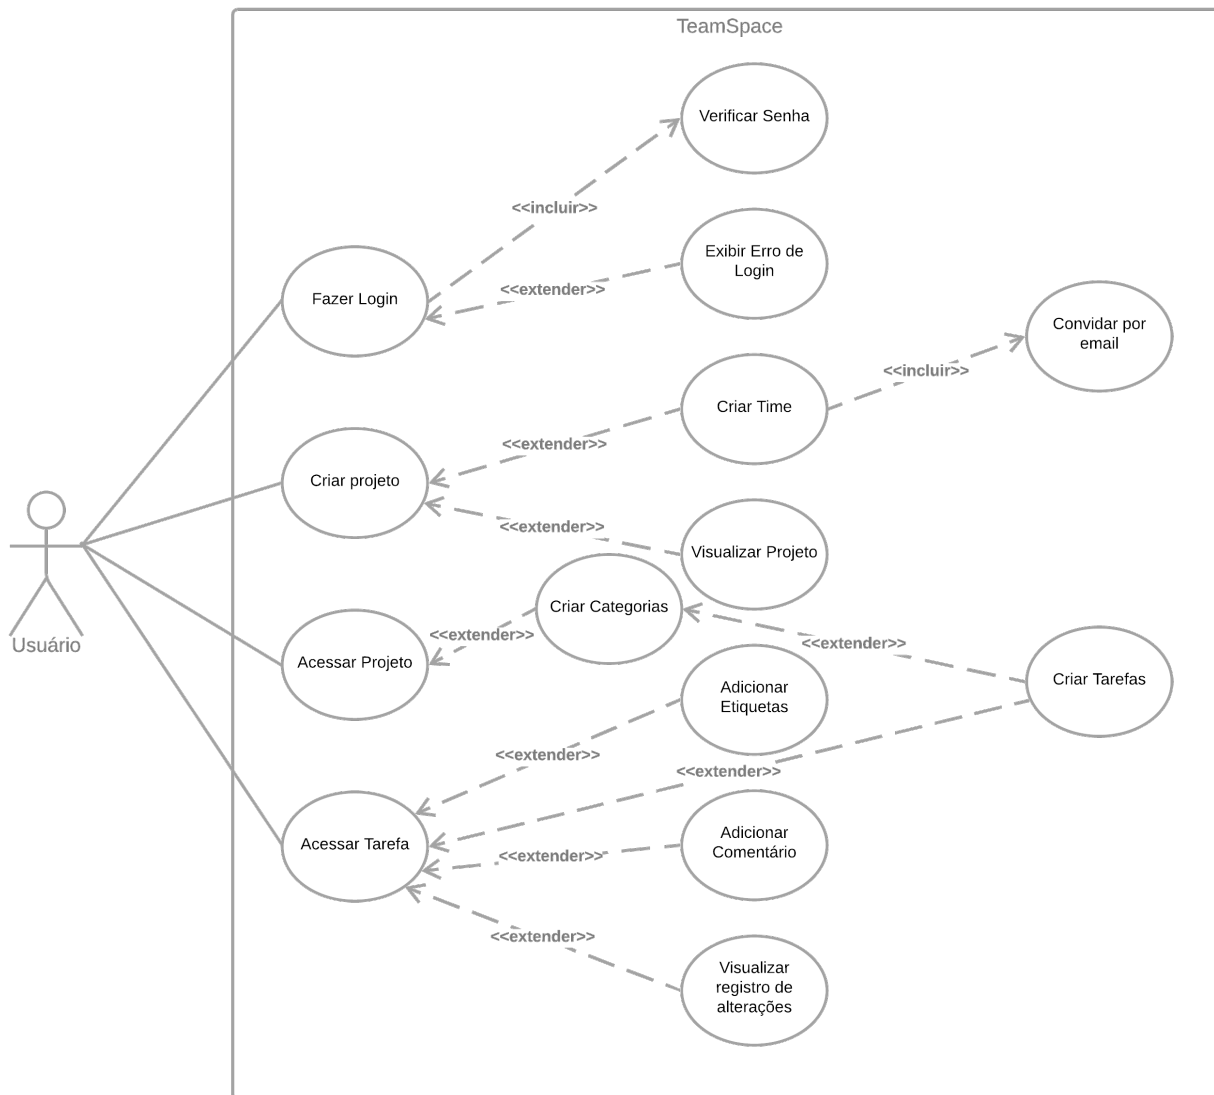 TeamSpace
Verificar Senha
<<incluir>>
Exibir Erro de
Login
<<extender>>
Fazer Login
Convidar por
email
<<incluir>>
Criar Time
<<extender>>
Criar projeto
<<extender>>
Visualizar Projeto
Criar Categorias
<<extender>>
<<extender>>
Usuário
Acessar Projeto
Criar Tarefas
Adicionar
Etiquetas
<<extender>>
<<extender>>
Acessar Tarefa
Adicionar
Comentário
<<extender>>
<<extender>>
Visualizar
registro de
alterações